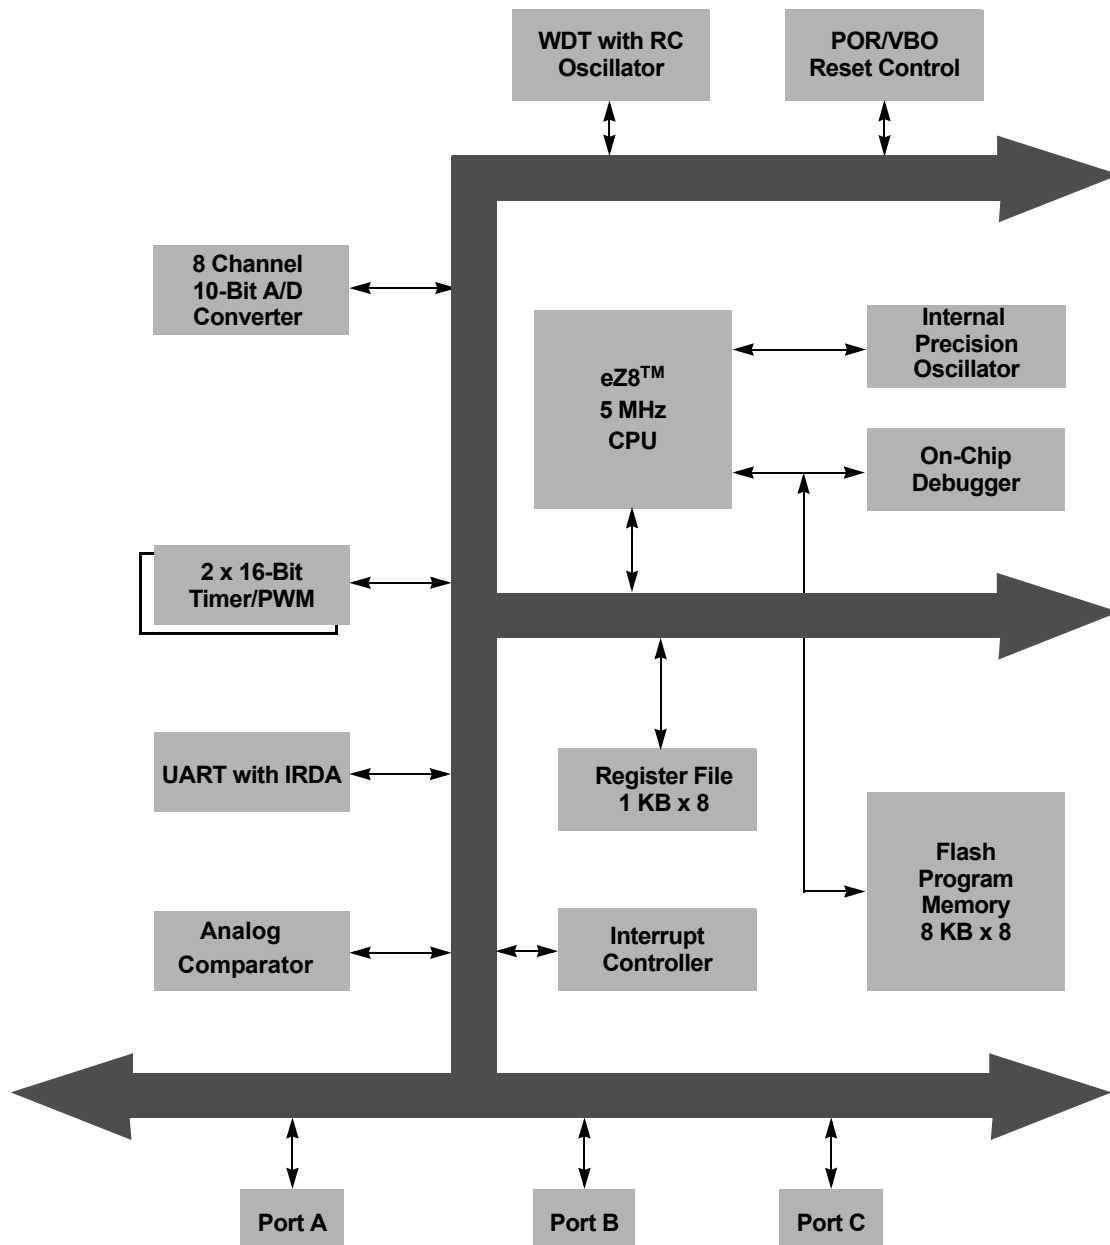 WDT with RC
Oscillator
POR/VBO
Reset Control
8 Channel
10-Bit A/D
Converter
eZ8™
5 MHz
CPU
Internal
Precision
Oscillator
On-Chip
Debugger
2 x 16-Bit
Timer/PWM
UART with IRDA
Register File
1 KB x 8
Flash
Program
Memory
8 KB x 8
Analog
Comparator
Interrupt
Controller
Port A
Port B
Port C